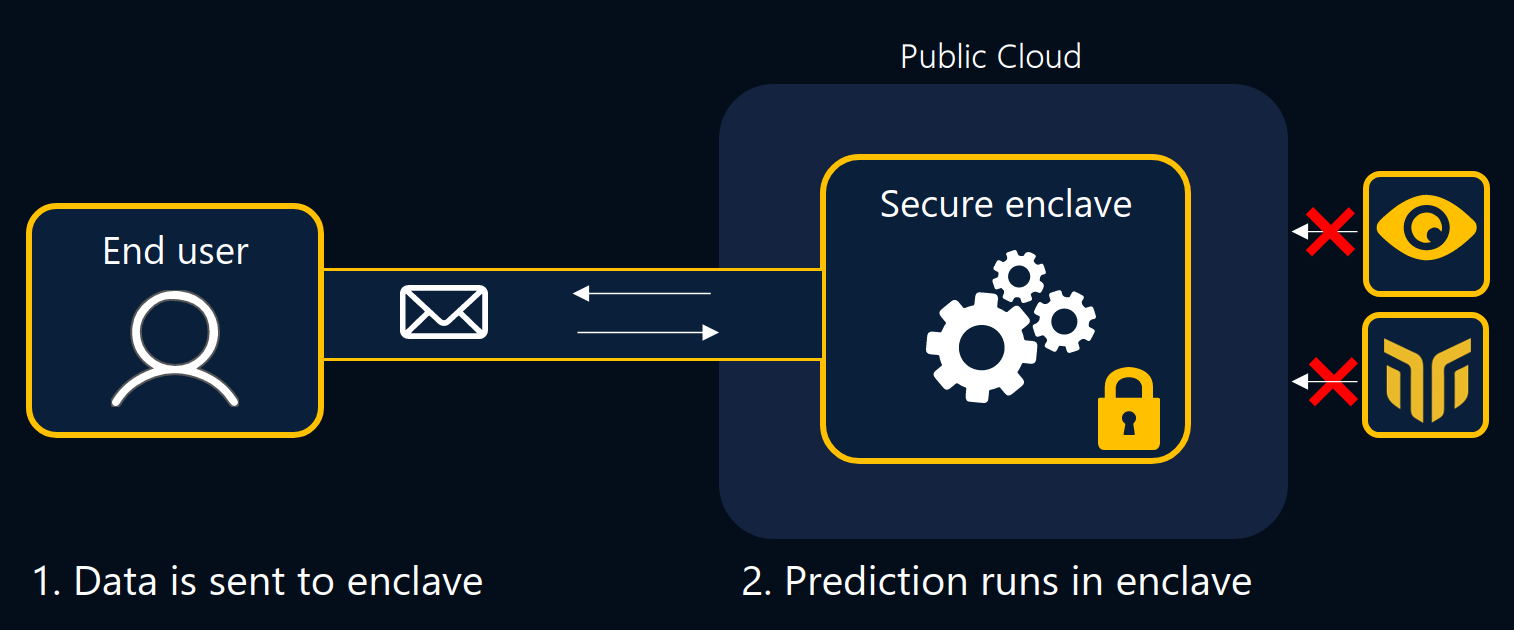 Public Cloud
Secure enclave
End user
1. Data is sent to enclave
2. Prediction runs in enclave